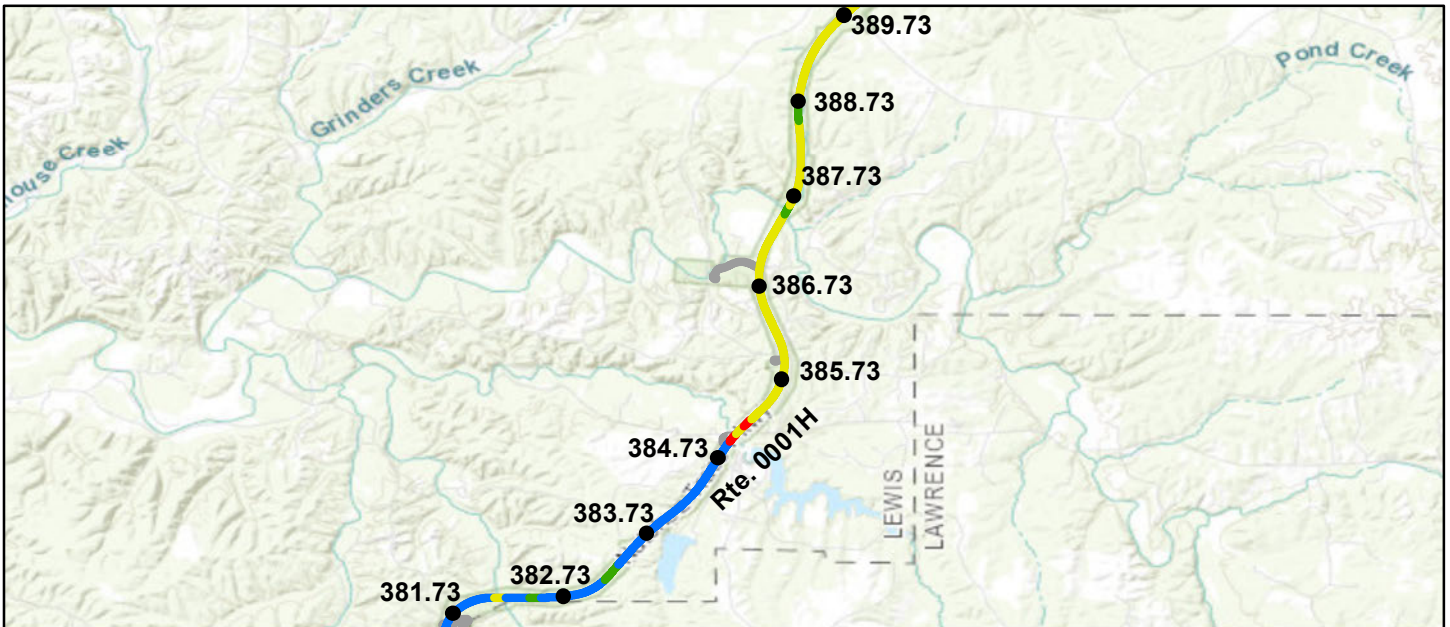 389.73
Pond Creek
Grinders Creek
388.73
ouse Creek
387.73
386.73
385.73
384.73
Rte. 0001H
LEWIS
LAWRENCE
383.73
382.73
381.73